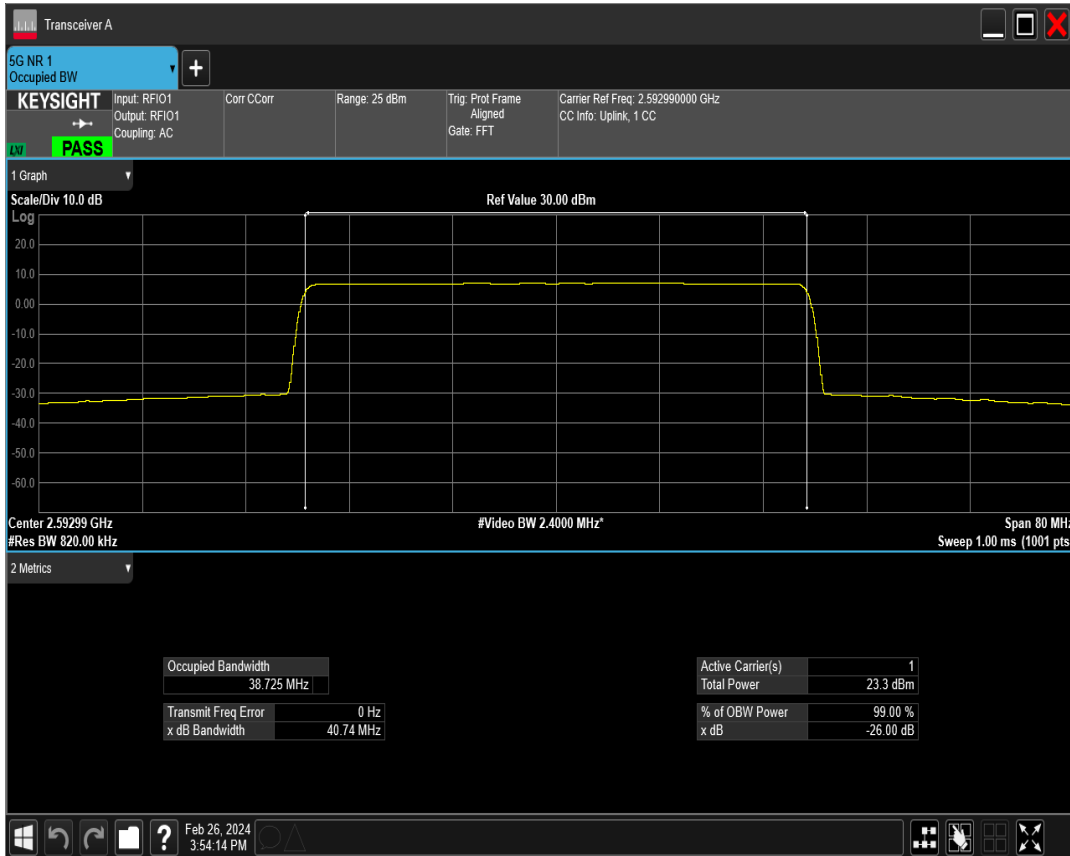 Transceiver A
5G NR 1
Occupied BW
KEYSIGHT
LXI
PASS
Input: RFIO1
Output: RFIO1
Coupling: AC
Corr CCorr
Range: 25 dBm
Trig: Prot Frame
Aligned
Gate: FFT
Carrier Ref Freq: 2.592990000 GHz
CC Info: Uplink, 1 CC
1 Graph
Scale/Div 10.0 dB
Ref Value 30.00 dBm
Log
20.0
10.0
0.00
-10.0
-20.0
-30.0
-40.0
-50.0
-60.0
Center 2.59299 GHz
#Video BW 2.4000 MHz*
Span 80 MHz
#Res BW 820.00 kHz
Sweep 1.00 ms (1001 pts
2 Metrics
Occupied Bandwidth
38.725 MHz
Transmit Freq Error 0 Hz
x dB Bandwidth 40.74 MHz
Active Carrier(s) 1
Total Power 23.3 dBm
% of OBW Power 99.00 %
x dB -26.00 dB
?
Feb 26, 2024
3:54:14 PM